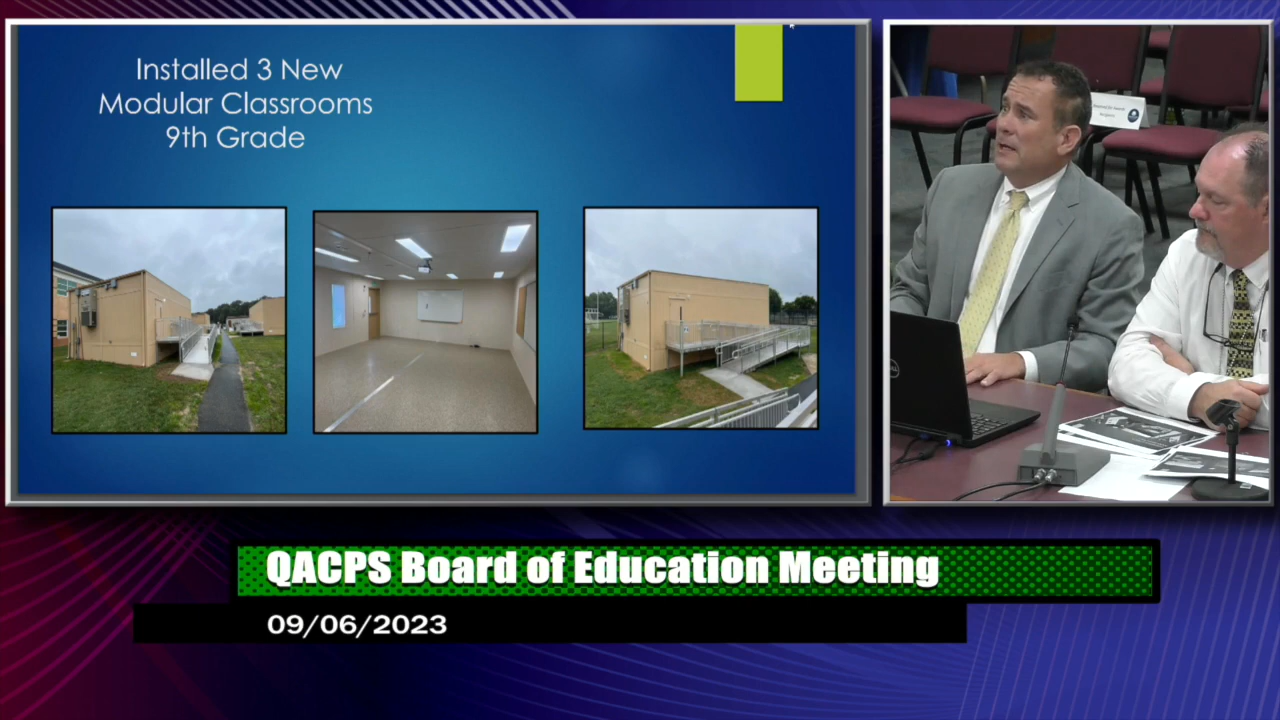 Installed 3 New
Modular Classrooms
9th Grade
QACPS Board of Education Meeting
09/06/2023